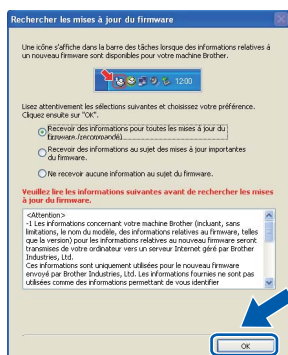 Rechercher les mises à jour du firmware
Une icône s'affiche dans la barre des tâches lorsque des informations relatives à
un nouveau firmware sont disponibles pour votre machine Brother.
12:00
Lisez attentivement les sélections suivantes et choisissez votre préférence.
Cliquez ensuite sur "OK".
Recevoir des informations pour toutes les mises à jour du
firmware.(recommandé)
Recevoir des informations au sujet des mises à jour importantes
du firmware.
Ne recevoir aucune information au sujet du firmware.
Veuillez lire les informations suivantes avant de rechercher les mises
à jour du firmware.
<Attention>
-1 Les informations concernant votre machine Brother (incluant, sans
limitations, le nom du modèle, des informations relatives au firmware, telles
que la version) pour les informations relatives au nouveau firmware seront
transmises de votre ordinateur vers un serveur Internet géré par Brother
Industries, Ltd.
Ces informations sont uniquement utilisées pour le nouveau firmware
envoyé par Brother Industries, Ltd. Les informations fournies ne sont pas
utilisées comme des informations permettant de vous identifier
OK